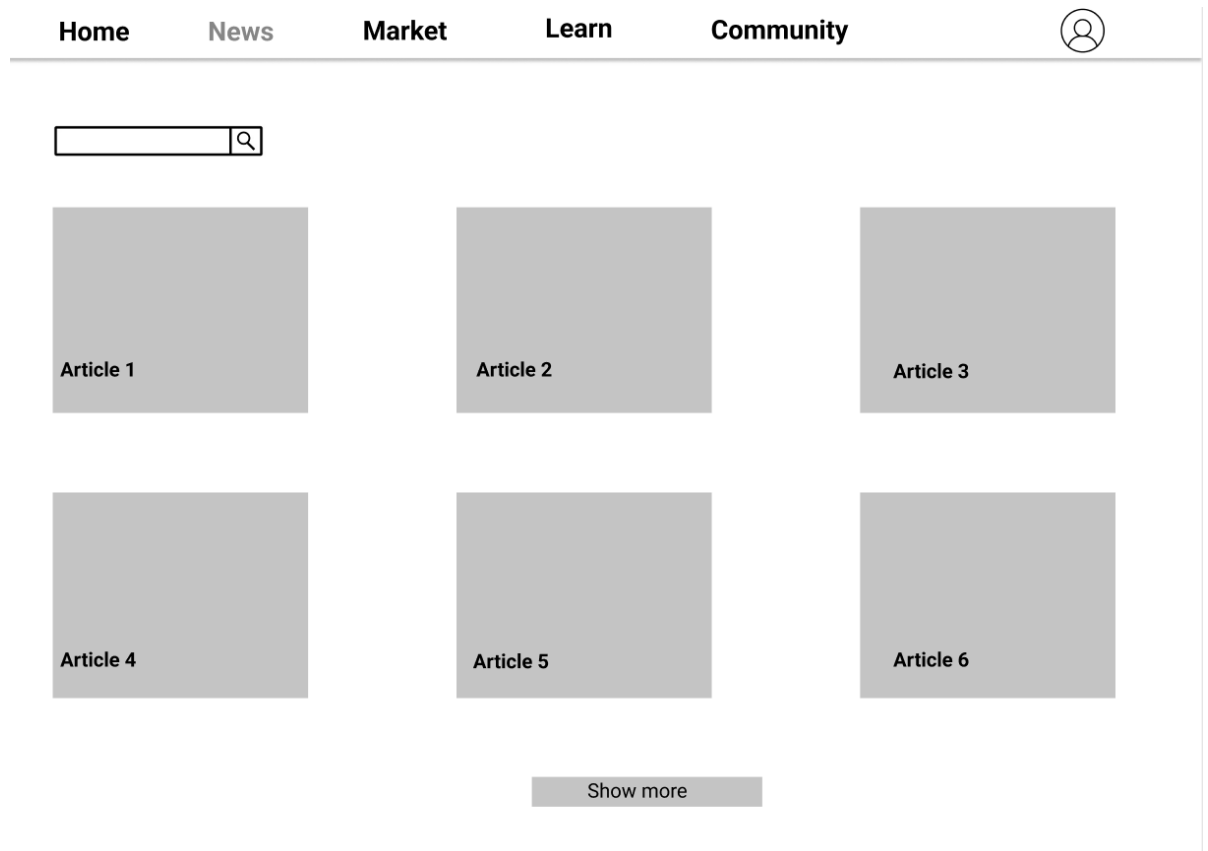 Home News Market Learn Community
Article 1 Article 2 Article 3
Article 4 Article 5 Article 6
Show more